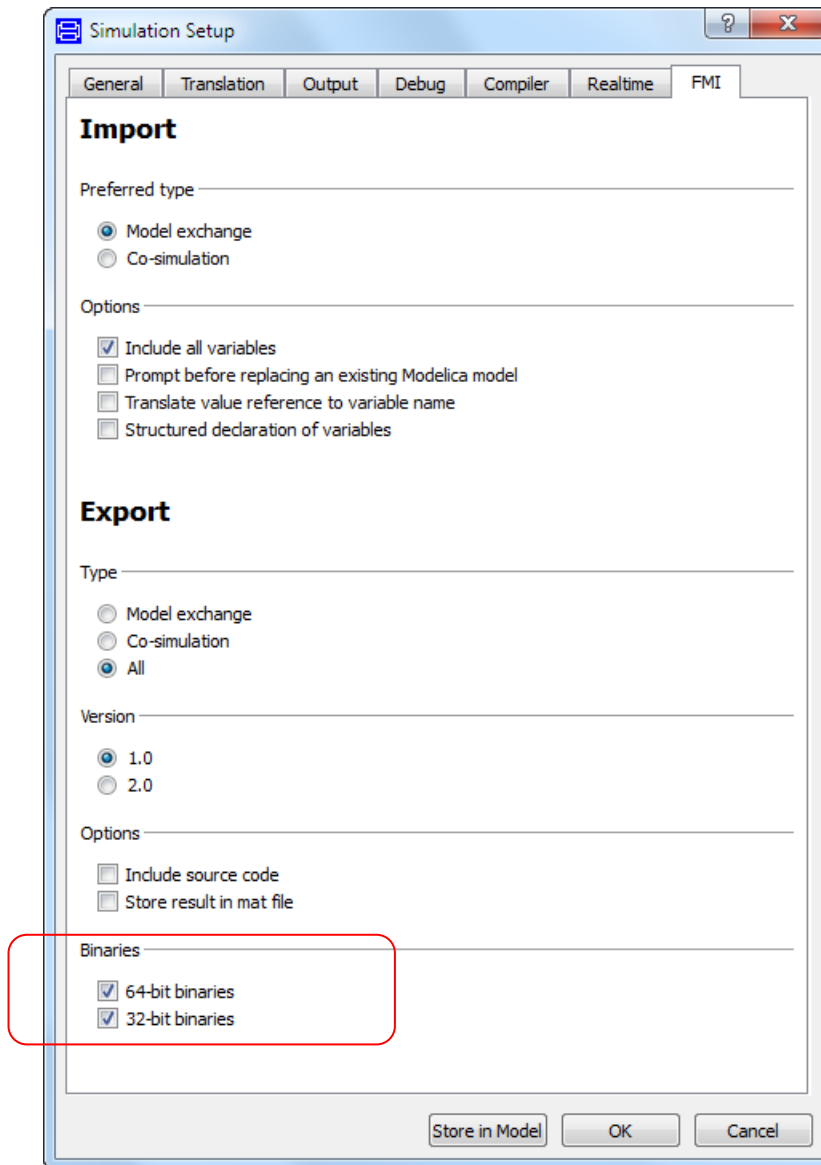 Simulation Setup
General Translation Output Debug Compiler Realtime FMI
Import
Preferred type
Model exchange
Co-simulation
Options
Include all variables
Prompt before replacing an existing Modelica model
Translate value reference to variable name
Structured declaration of variables
Export
Type
Model exchange
Co-simulation
All
Version
1.0
2.0
Options
Include source code
Store result in mat file
Binaries
64-bit binaries
32-bit binaries
Store in Model OK Cancel